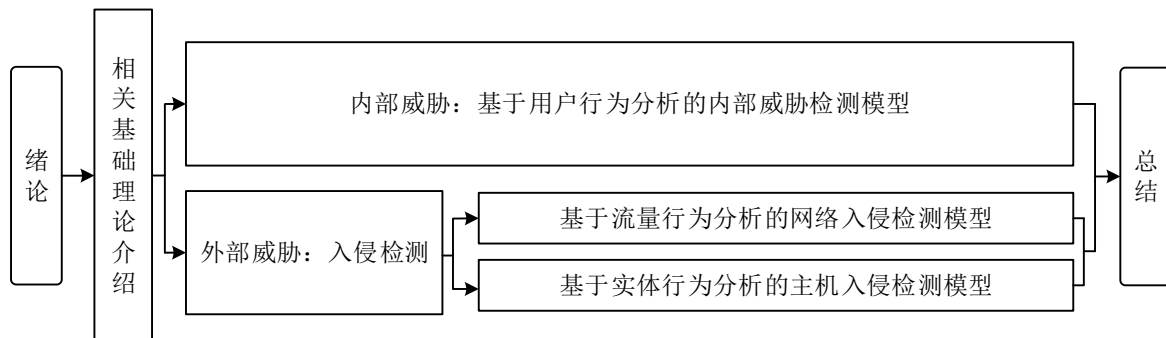 绪论
相关基础理论介绍
内部威胁：基于用户行为分析的内部威胁检测模型
外部威胁：入侵检测
基于流量行为分析的网络入侵检测模型
基于实体行为分析的主机入侵检测模型
总结